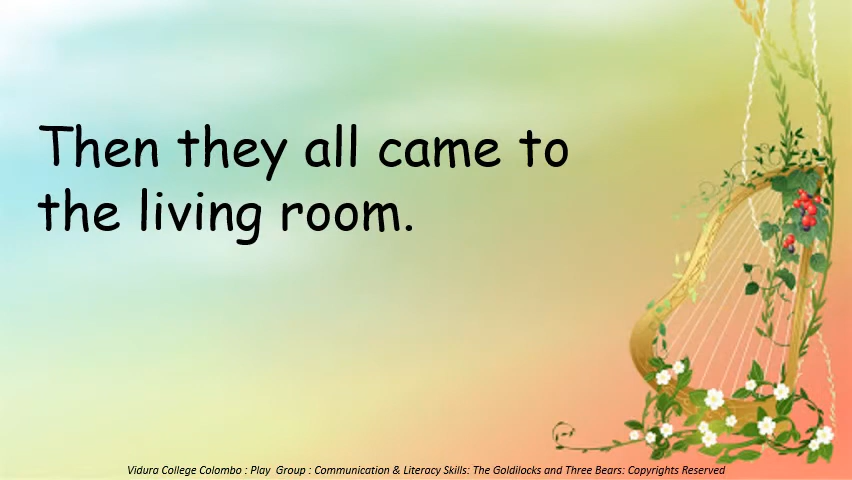 Then they all came to
the living room.
Vidura College Colombo : Play Group : Communication & Literacy Skills: The Goldilocks and Three Bears: Copyrights Reserved